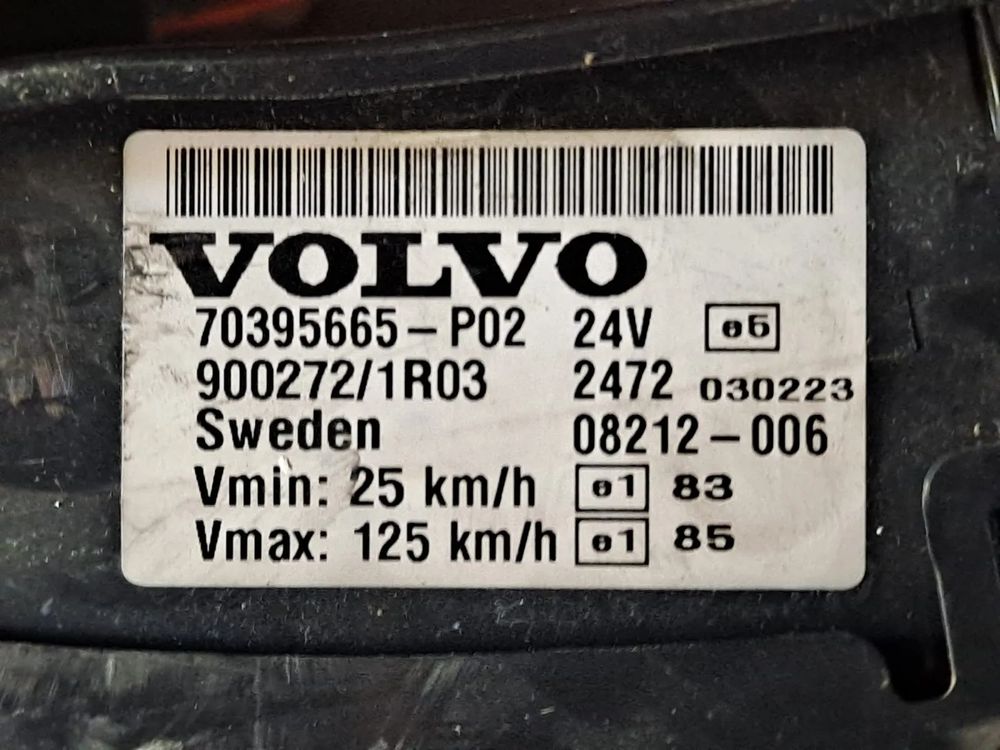 VOLVO
70395665-P02 24V e5
900272/1R03 2472 030223
Sweden 08212-006
Vmin: 25 km/h e1 83
Vmax: 125 km/h e1 85